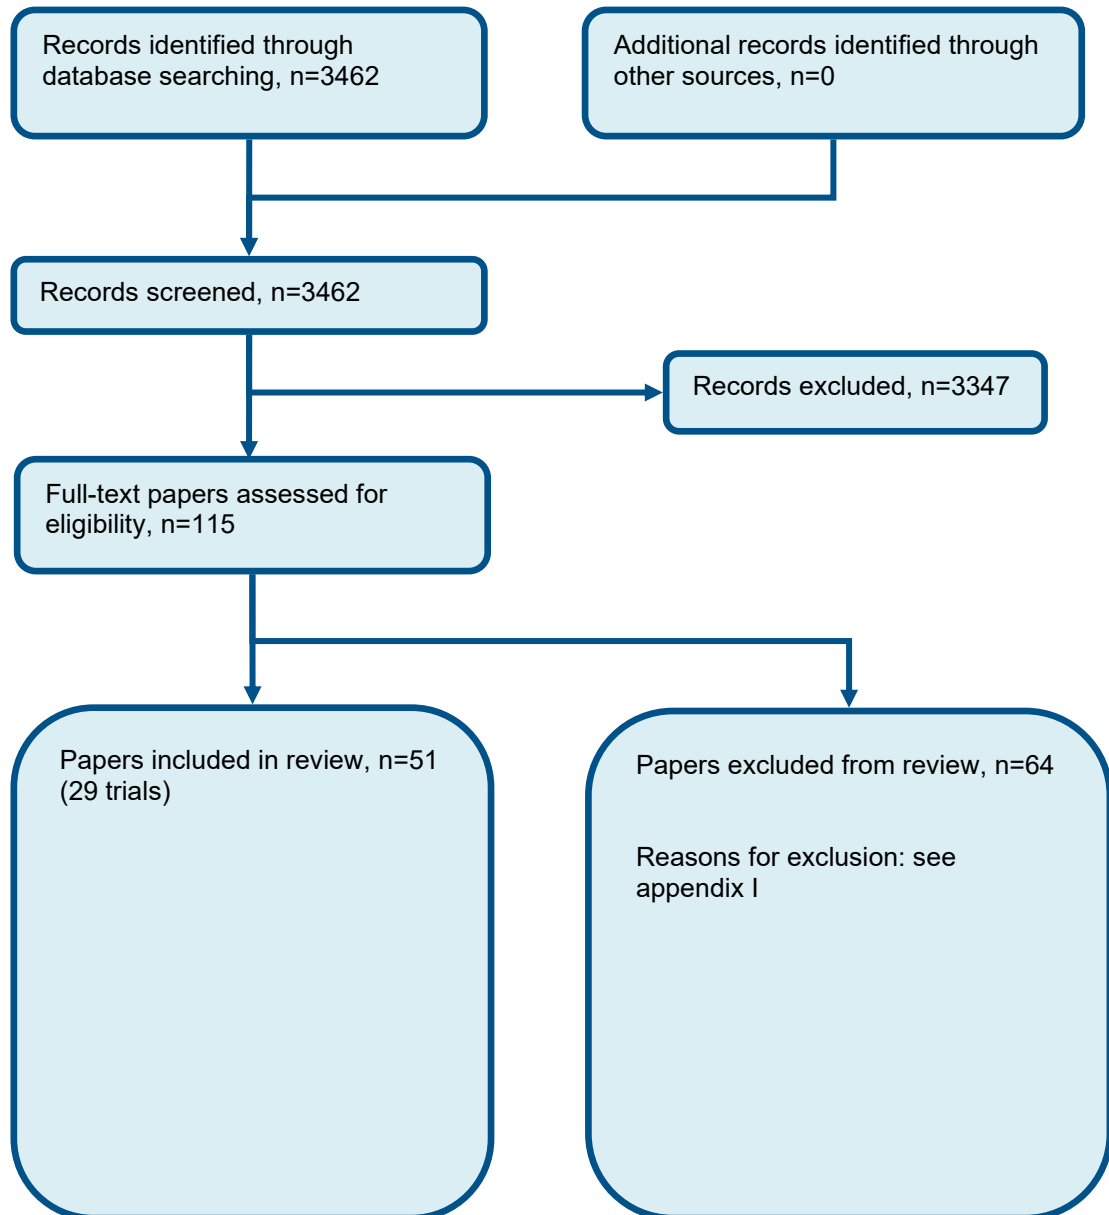 Records identified through
database searching, n=3462
Additional records identified through
other sources, n=0
Records screened, n=3462
Records excluded, n=3347
Full-text papers assessed for
eligibility, n=115
Papers included in review, n=51
(29 trials)
Papers excluded from review, n=64
Reasons for exclusion: see
appendix I